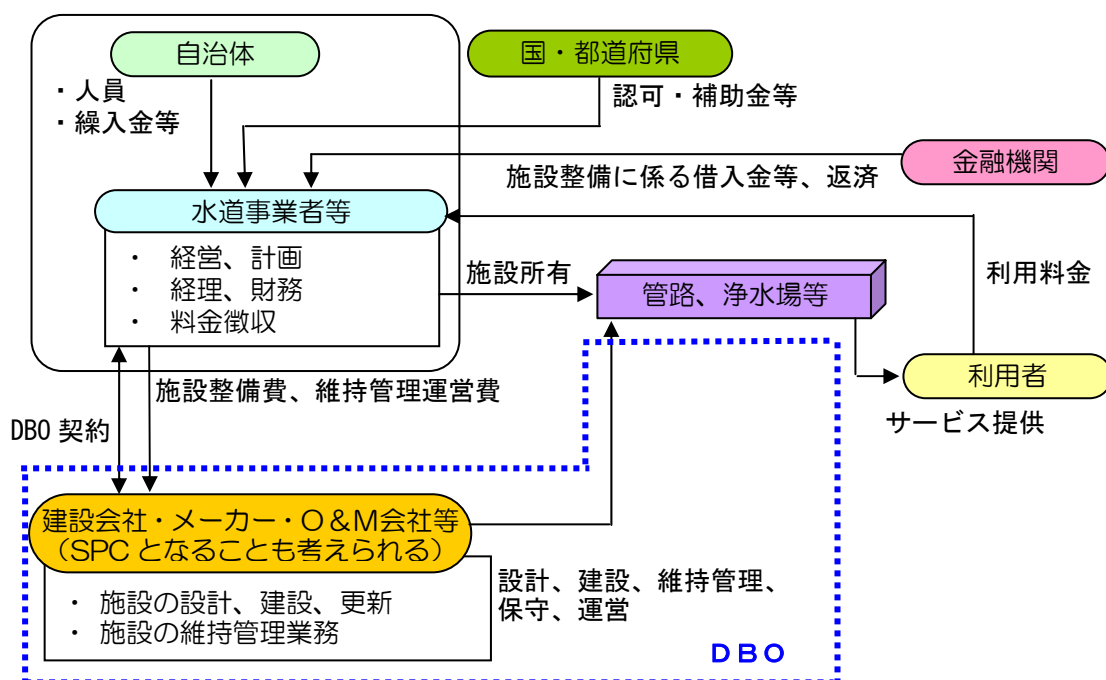 自治体
国・都道府県
・人員
・繰入金等
認可・補助金等
金融機関
施設整備に係る借入金等、返済
水道事業者等
・ 経営、計画
・ 経理、財務
・ 料金徴収
施設所有
管路、浄水場等
利用料金
利用者
サービス提供
施設整備費、維持管理運営費
DBO 契約
建設会社・メーカー・O&M会社等
(SPC となることも考えられる)
・ 施設の設計、建設、更新
・ 施設の維持管理業務
設計、建設、維持管理、
保守、運営
DBO